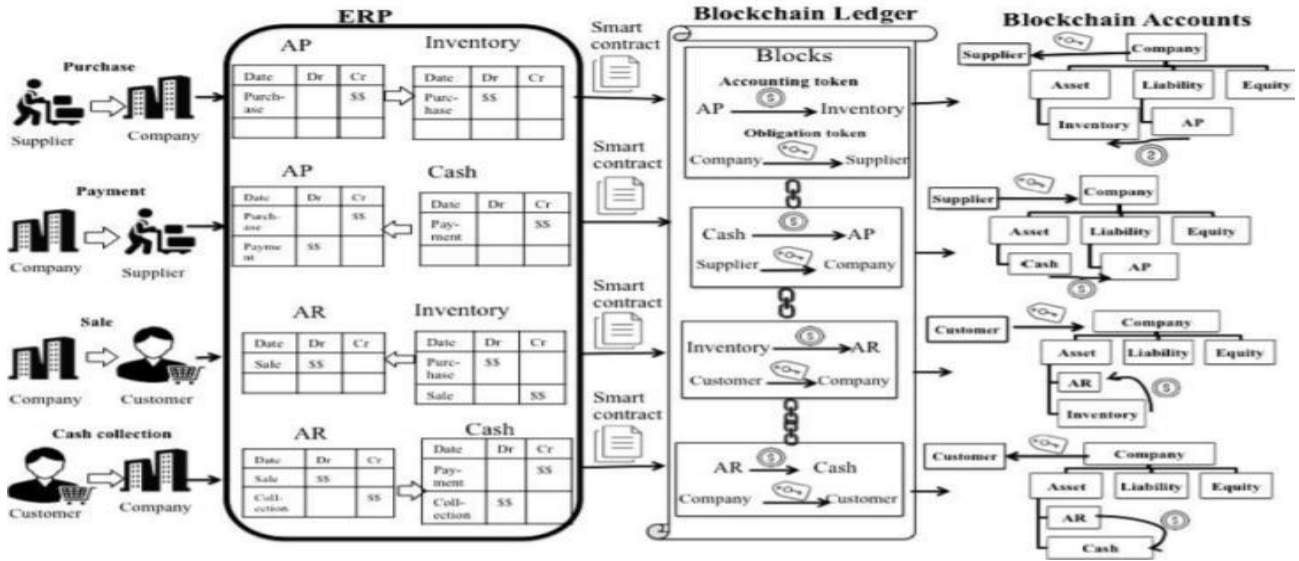 ERP
Blockchain Ledger
Blockchain Accounts
Purchase
Supplier
Company
AP
Date Dr Cr
Purch-
ase $$
Inventory
Date Dr Cr
Purc-
hase $$
Smart
contract
Blocks
Accounting token
AP Inventory
Obligation token
Company Supplier
Supplier Company
Asset Liability Equity
Inventory AP
Payment
Company
Supplier
AP
Date Dr Cr
Purch-
ase $$
Payme
nt $$
Cash
Date Dr Cr
Pay-
ment $$
Smart
contract
Cash AP
Supplier Company
Supplier Company
Asset Liability Equity
Cash AP
Sale
Company
Customer
AR
Date Dr Cr
Sale $$
Inventory
Date Dr Cr
Purc-
hase $$
Sale $$
Smart
contract
Inventory AR
Customer Company
Customer Company
Asset Liability Equity
AR
Inventory
Cash collection
Customer
Company
AR
Date Dr Cr
Sale $$
Coll-
ection $$
Cash
Date Dr Cr
Pay-
ment $$
Coll-
ection $$
Smart
contract
AR Cash
Company Customer
Customer Company
Asset Liability Equity
AR
Cash